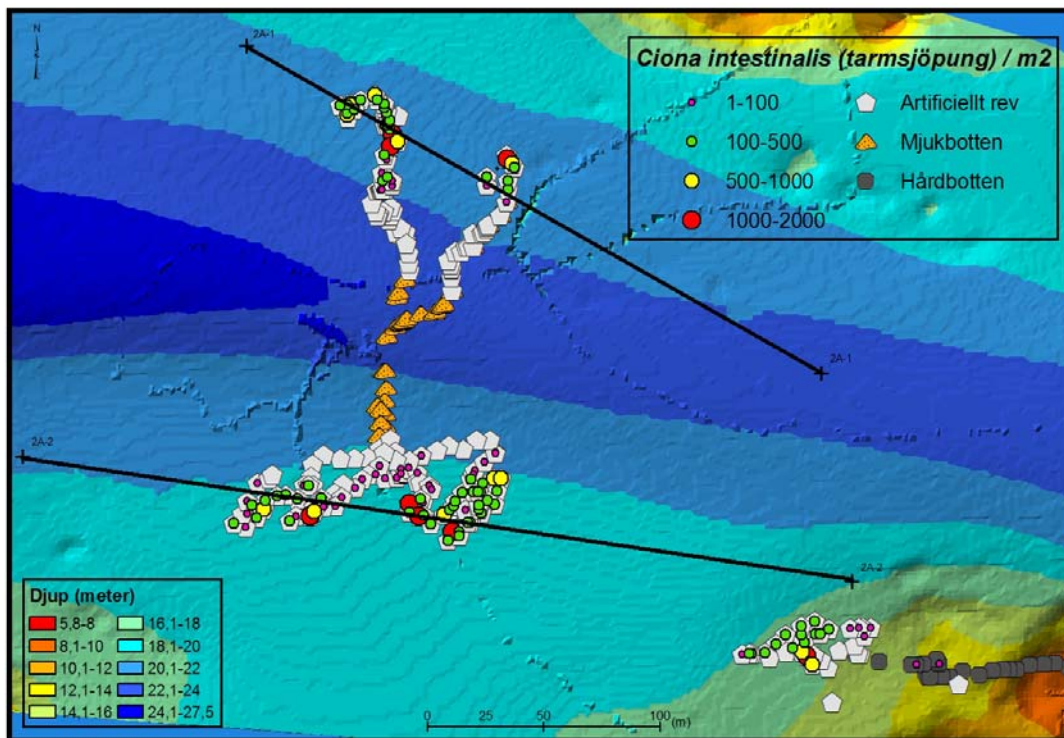 N
2A-1
Ciona intestinalis (tarmsjöpung) / m2
1-100 Artificiellt rev
100-500 Mjukbotten
500-1000 Hårdbotten
1000-2000
2A-1
2A-2
2A-2
Djup (meter)
5,8-8 16,1-18
8,1-10 18,1-20
10,1-12 20,1-22
12,1-14 22,1-24
14,1-16 24,1-27,5
0 25 50 100
(m)